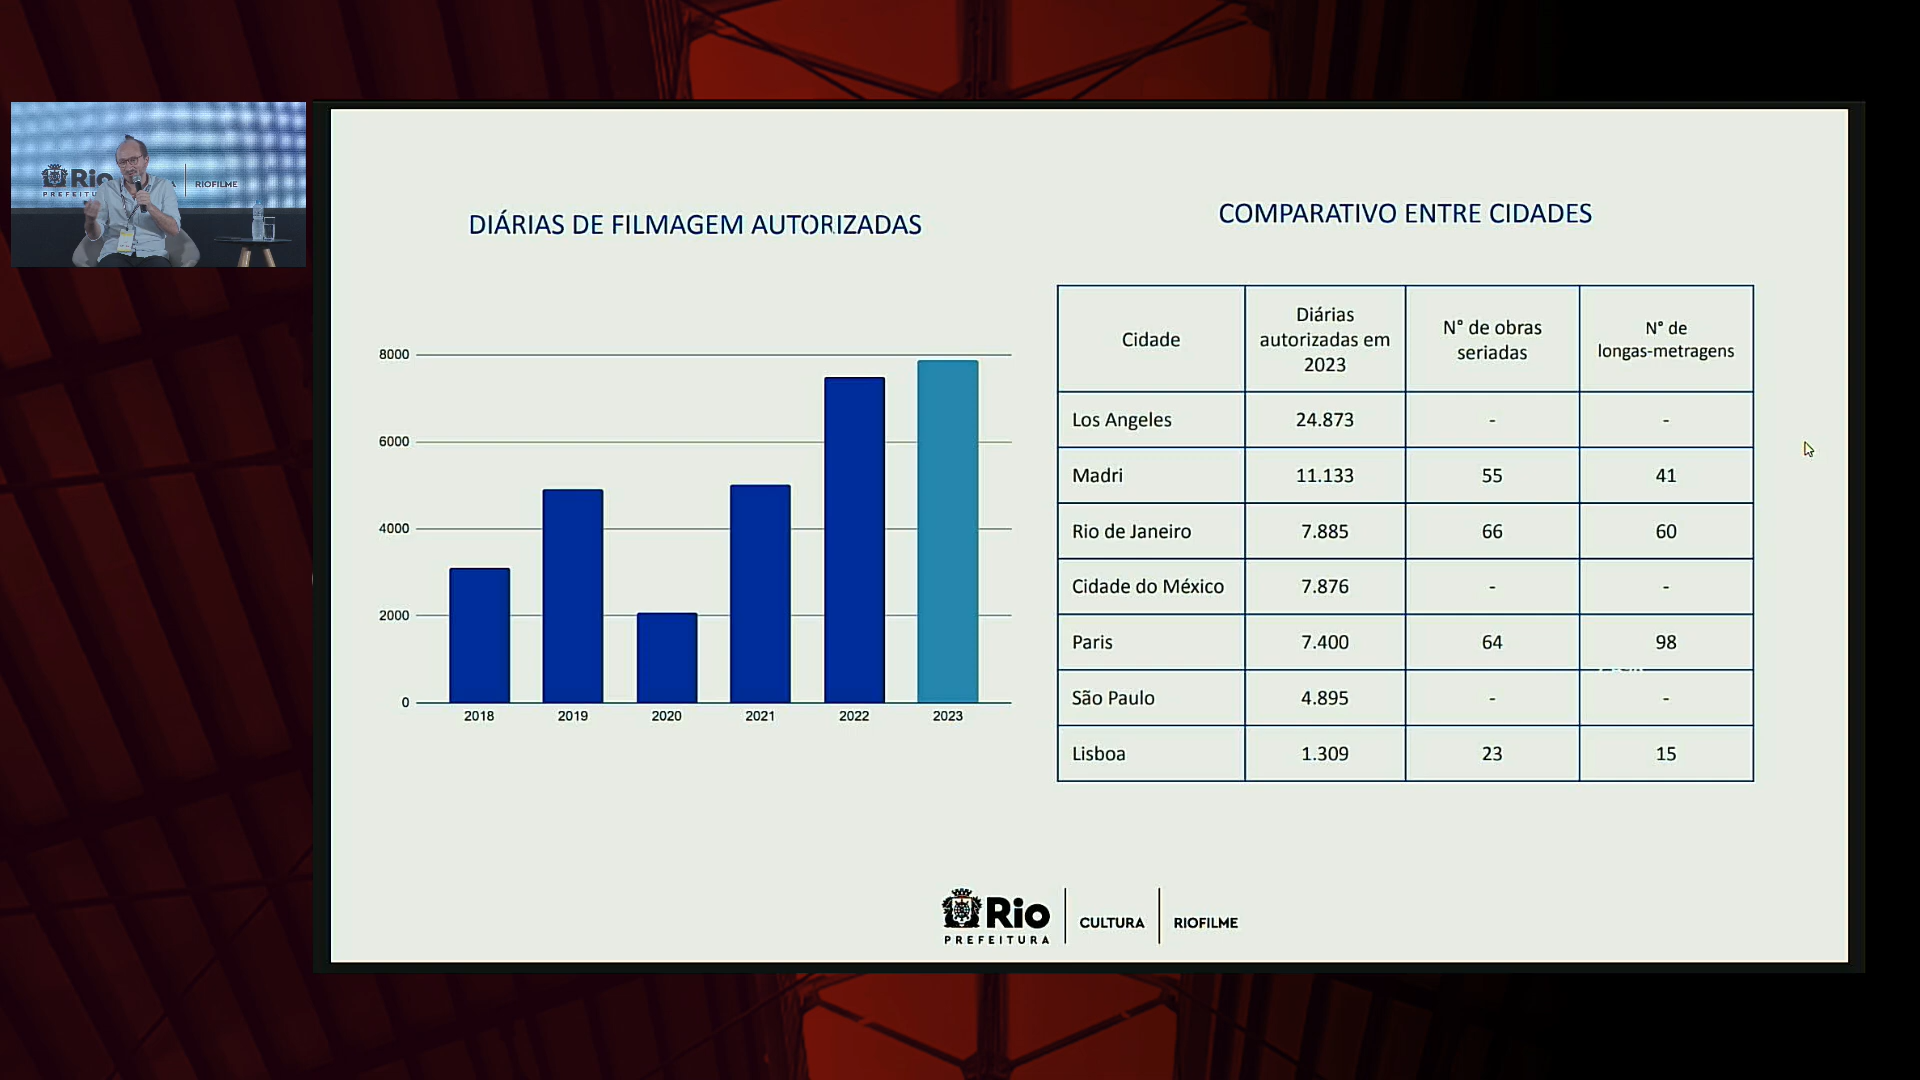 Rio
PREFEITU
RIOFILME
DIÁRIAS DE FILMAGEM AUTORIZADAS
8000
6000
4000
2000
0
2018 2019 2020 2021 2022 2023
COMPARATIVO ENTRE CIDADES
Cidade
Diárias
autorizadas em
2023
N° de obras
seriadas
N° de
longas-metragens
Los Angeles 24.873 - -
Madri 11.133 55 41
Rio de Janeiro 7.885 66 60
Cidade do México 7.876 - -
Paris 7.400 64 98
São Paulo 4.895 - -
Lisboa 1.309 23 15
Rio
PREFEITURA
CULTURA
RIOFILME